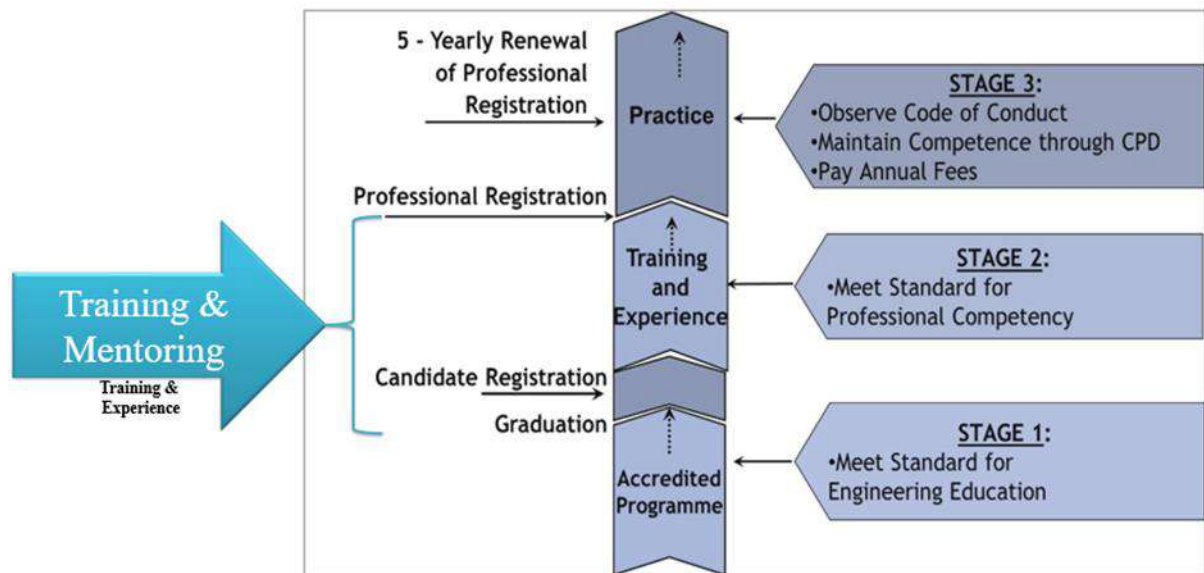 5 - Yearly Renewal
of Professional
Registration
Practice
STAGE 3:
•Observe Code of Conduct
•Maintain Competence through CPD
•Pay Annual Fees
Professional Registration
Training &
Mentoring
Training &
Experience
Training
and
Experience
STAGE 2:
•Meet Standard for
Professional Competency
Candidate Registration
Graduation
Accredited
Programme
STAGE 1:
•Meet Standard for
Engineering Education